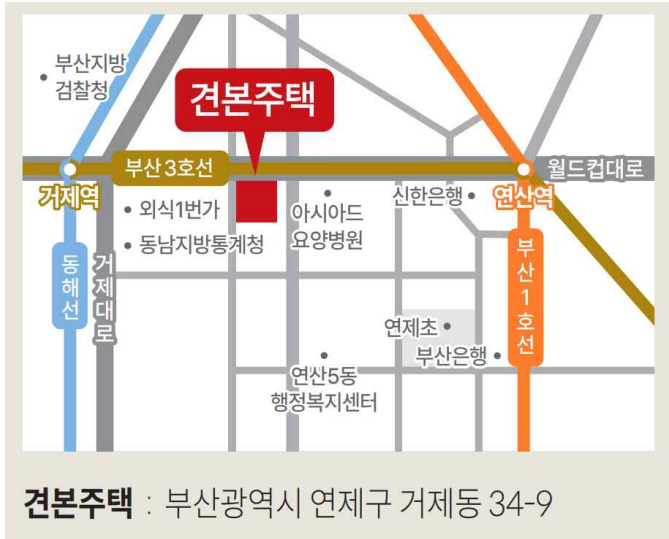 부산지방
검찰청
견본주택
부산 3호선
월드컵대로
거제역
연산역
외식1번가
동남지방통계청
아시아드
요양병원
신한은행
동해선
거제대로
부산1호선
연제초
부산은행
연산5동
행정복지센터
견본주택 : 부산광역시 연제구 거제동 34-9